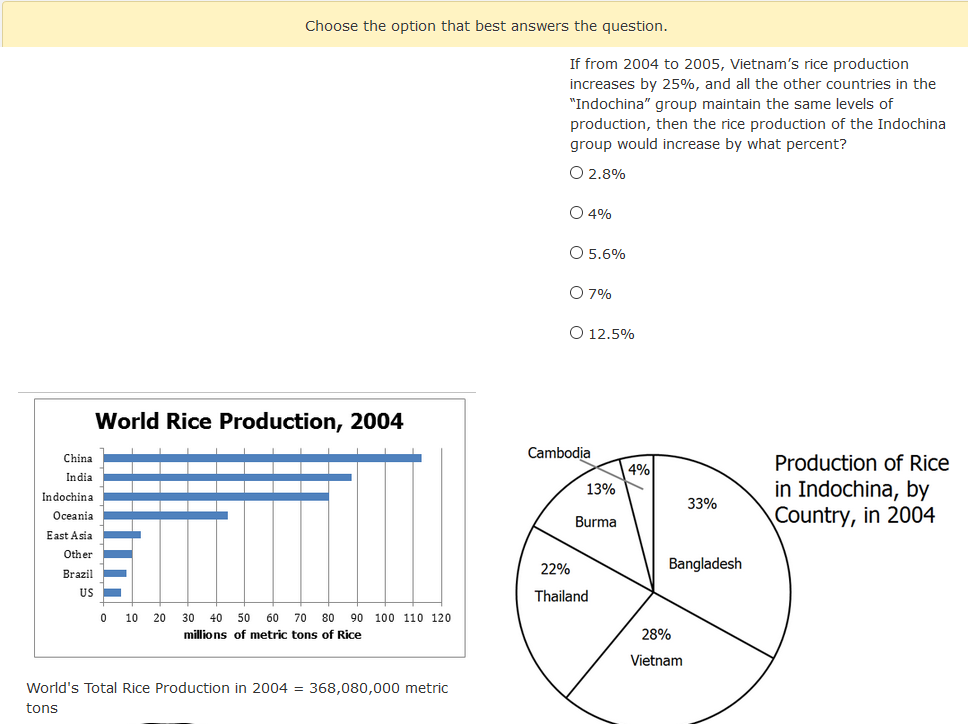 Choose the option that best answers the question.
If from 2004 to 2005, Vietnam’s rice production
increases by 25%, and all the other countries in the
“Indochina” group maintain the same levels of
production, then the rice production of the Indochina
group would increase by what percent?
2.8%
4%
5.6%
7%
12.5%
World Rice Production, 2004
China
India
Indochina
Oceania
East Asia
Other
Brazil
US
0 10 20 30 40 50 60 70 80 90 100 110 120
millions of metric tons of Rice
World's Total Rice Production in 2004 = 368,080,000 metric
tons
Production of Rice
in Indochina, by
Country, in 2004
Cambodia
4%
13%
Burma
33%
Bangladesh
22%
Thailand
28%
Vietnam